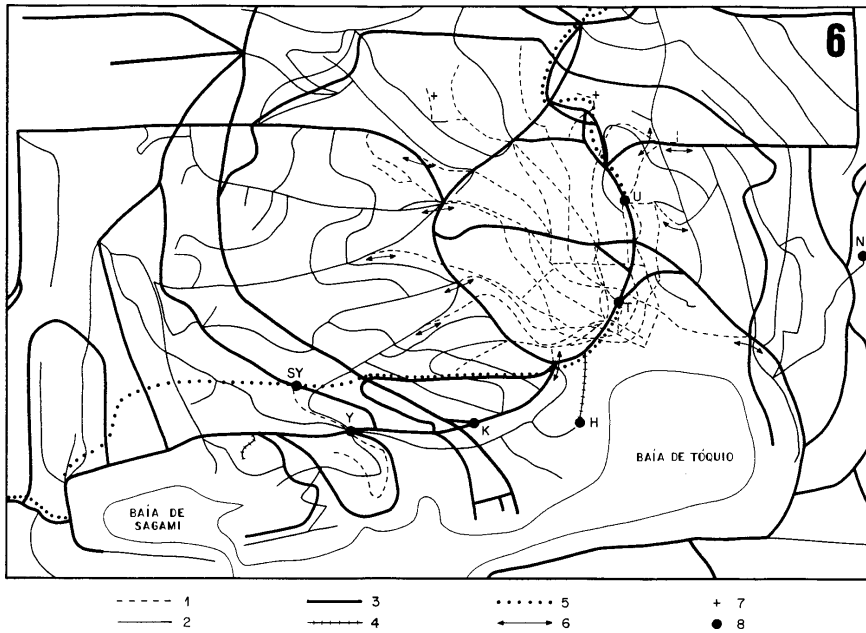 6
U
N
SY
Y
K
H
BAÍA DE TÓQUIO
BAÍA DE
SAGAMI
1 3 5 7
2 4 6 8